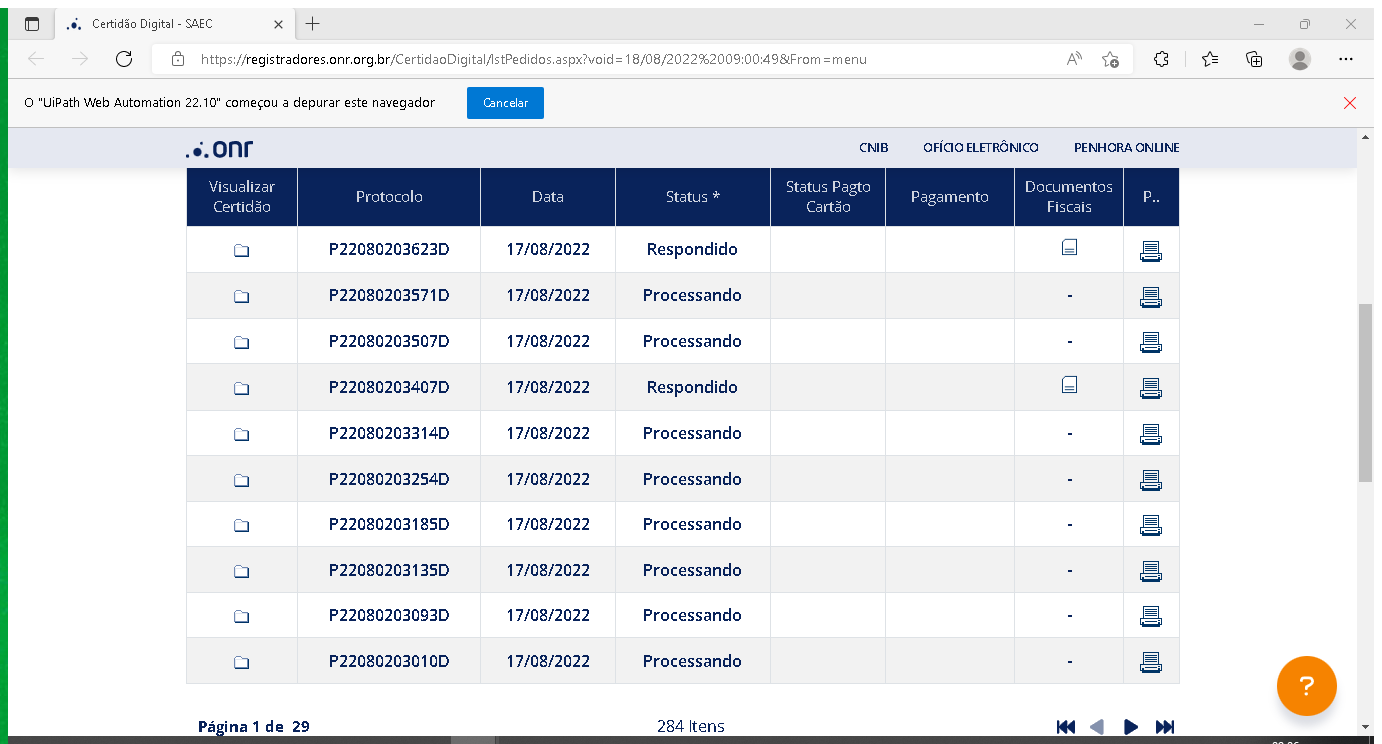 Certidão Digital - SAEC
https://registradores.onr.org.br/CertidaoDigital/lstPedidos.aspx?void=18/08/2022%2009:00:49&From=menu
O "UiPath Web Automation 22.10" começou a depurar este navegador Cancelar
onr CNIB OFÍCIO ELETRÔNICO PENHORA ONLINE
Visualizar Certidão Protocolo Data Status * Status Pagto Cartão Pagamento Documentos Fiscais P..
P22080203623D 17/08/2022 Respondido
P22080203571D 17/08/2022 Processando -
P22080203507D 17/08/2022 Processando -
P22080203407D 17/08/2022 Respondido
P22080203314D 17/08/2022 Processando -
P22080203254D 17/08/2022 Processando -
P22080203185D 17/08/2022 Processando -
P22080203135D 17/08/2022 Processando -
P22080203093D 17/08/2022 Processando -
P22080203010D 17/08/2022 Processando -
?
Página 1 de 29 284 Itens